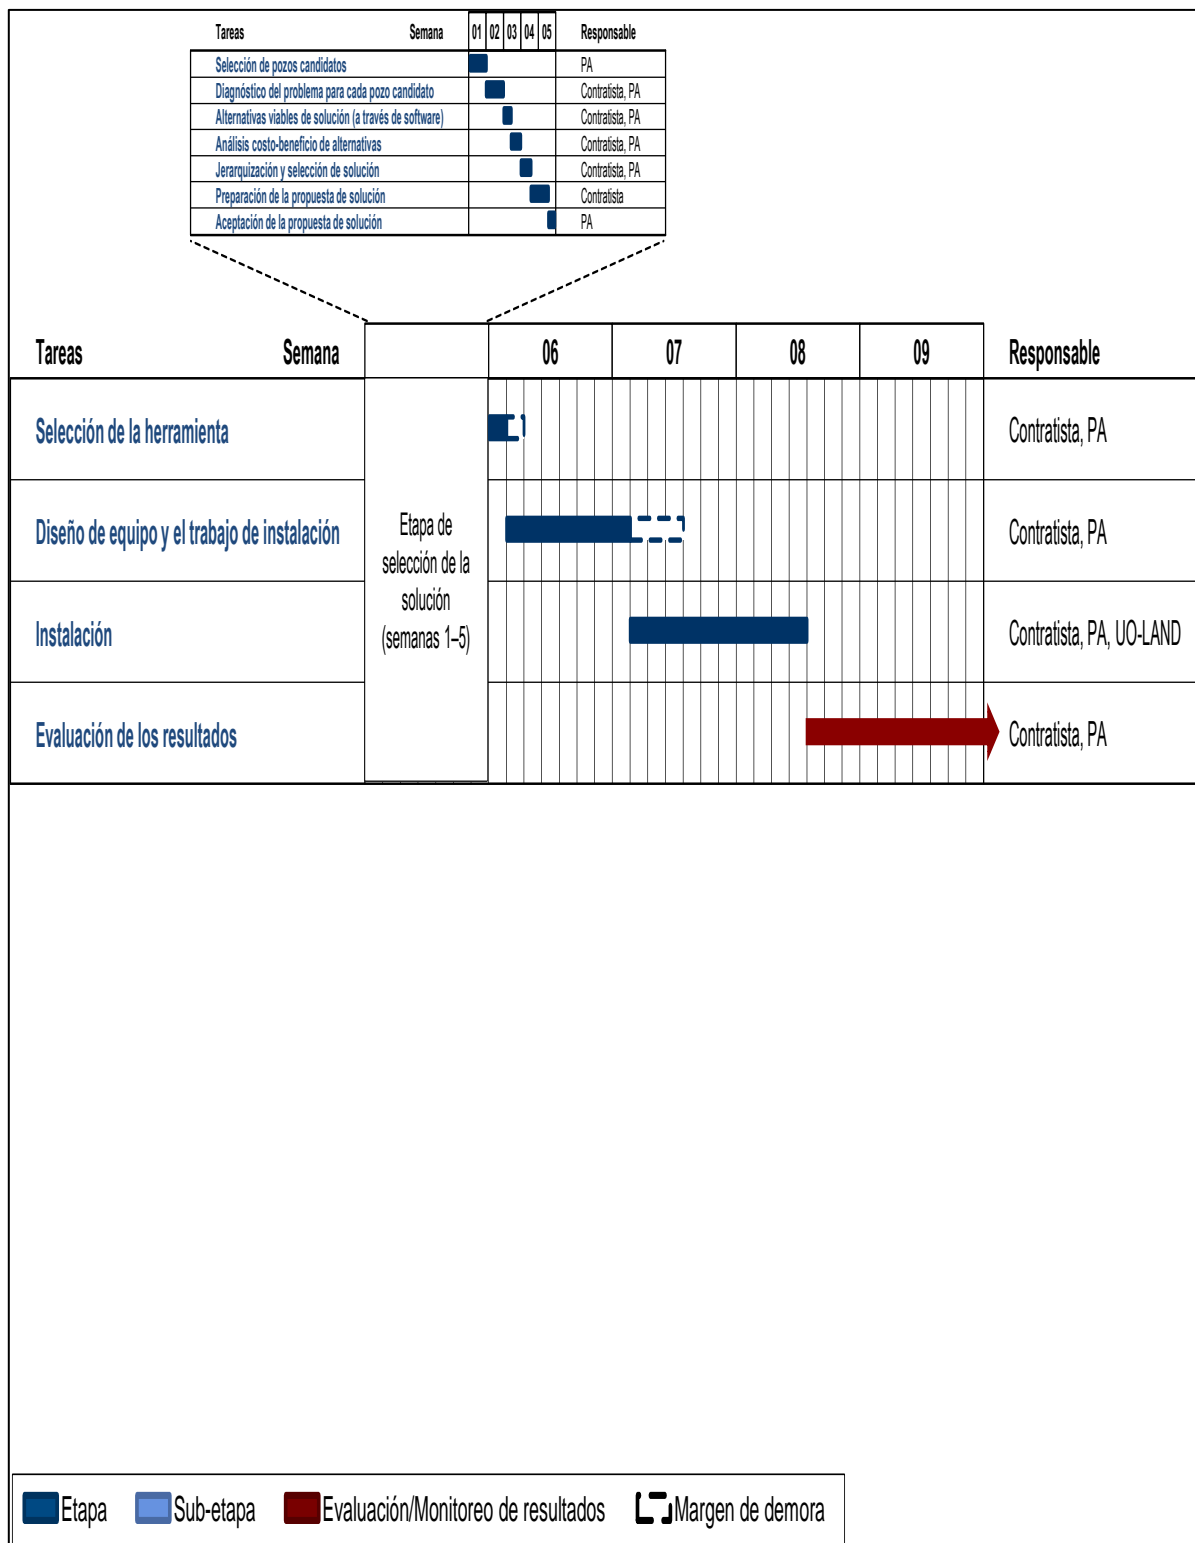 Tareas Semana 01 02 03 04 05 Responsable
Selección de pozos candidatos PA
Diagnóstico del problema para cada pozo candidato Contratista, PA
Alternativas viables de solución (a través de software) Contratista, PA
Análisis costo-beneficio de alternativas Contratista, PA
Jerarquización y selección de solución Contratista, PA
Preparación de la propuesta de solución Contratista
Aceptación de la propuesta de solución PA
Tareas Semana 06 07 08 09 Responsable
Selección de la herramienta Contratista, PA
Diseño de equipo y el trabajo de instalación Contratista, PA
Etapa de
selección de la
solución
(semanas 1–5)
Instalación Contratista, PA, UO-LAND
Evaluación de los resultados Contratista, PA
Etapa Sub-etapa Evaluación/Monitoreo de resultados Margen de demora